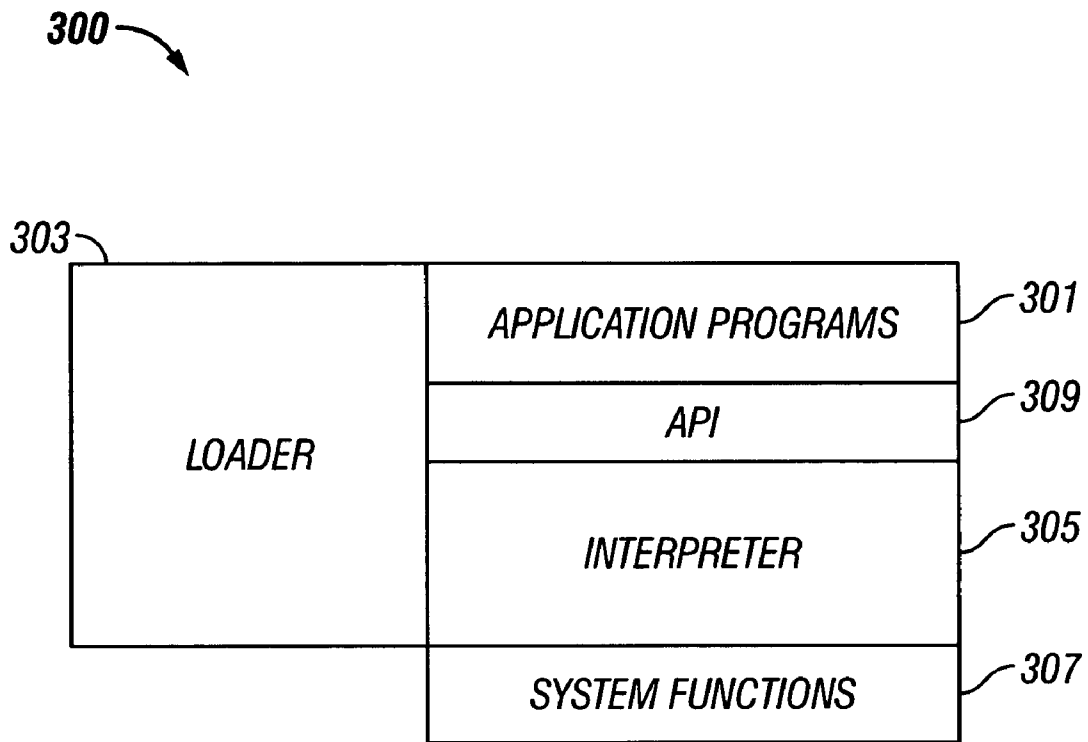 300
303
APPLICATION PROGRAMS
301
API
309
LOADER
INTERPRETER
305
SYSTEM FUNCTIONS
307